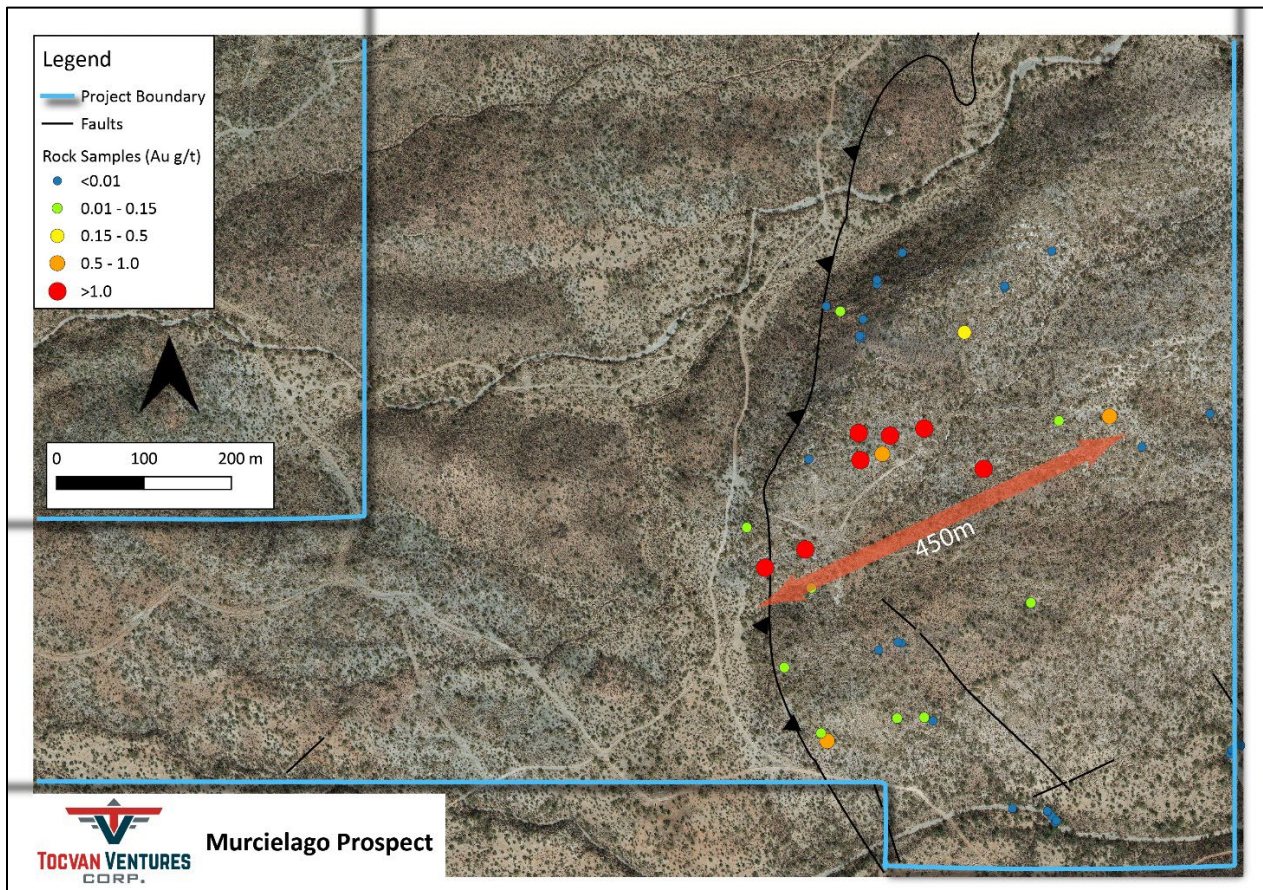 Legend
Project Boundary
Faults
Rock Samples (Au g/t)
<0.01
0.01 - 0.15
0.15 - 0.5
0.5 - 1.0
>1.0
0 100 200 m
450m
TOCVAN VENTURES
CORP.
Murcielago Prospect